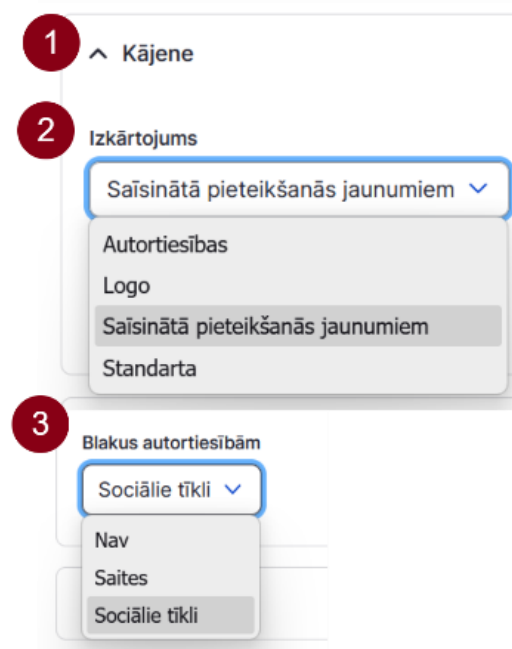 1
Kājene
2
Izkārtojums
Saīsinātā pieteikšanās jaunumiem
Autortiesības
Logo
Saīsinātā pieteikšanās jaunumiem
Standarta
3
Blakus autortiesībām
Sociālie tīkli
Nav
Saites
Sociālie tīkli